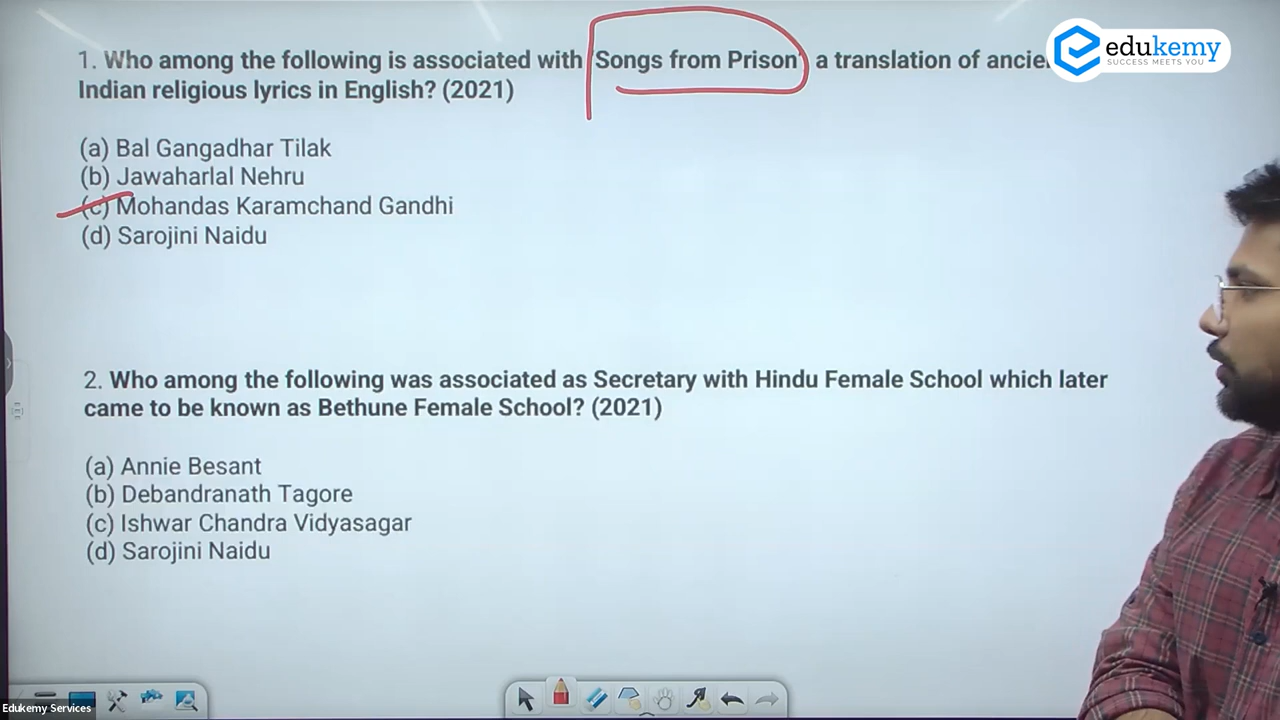 1. Who among the following is associated with 'Songs from Prison' a translation of
Indian religious lyrics in English? (2021)
(a) Bal Gangadhar Tilak
(b) Jawaharlal Nehru
(c) Mohandas Karamchand Gandhi
(d) Sarojini Naidu
2. Who among the following was associated as Secretary with Hindu Female School which later
came to be known as Bethune Female School? (2021)
(a) Annie Besant
(b) Debandranath Tagore
(c) Ishwar Chandra Vidyasagar
(d) Sarojini Naidu
edukemy
SUCCESS MEETS YOU
Edukemy Services